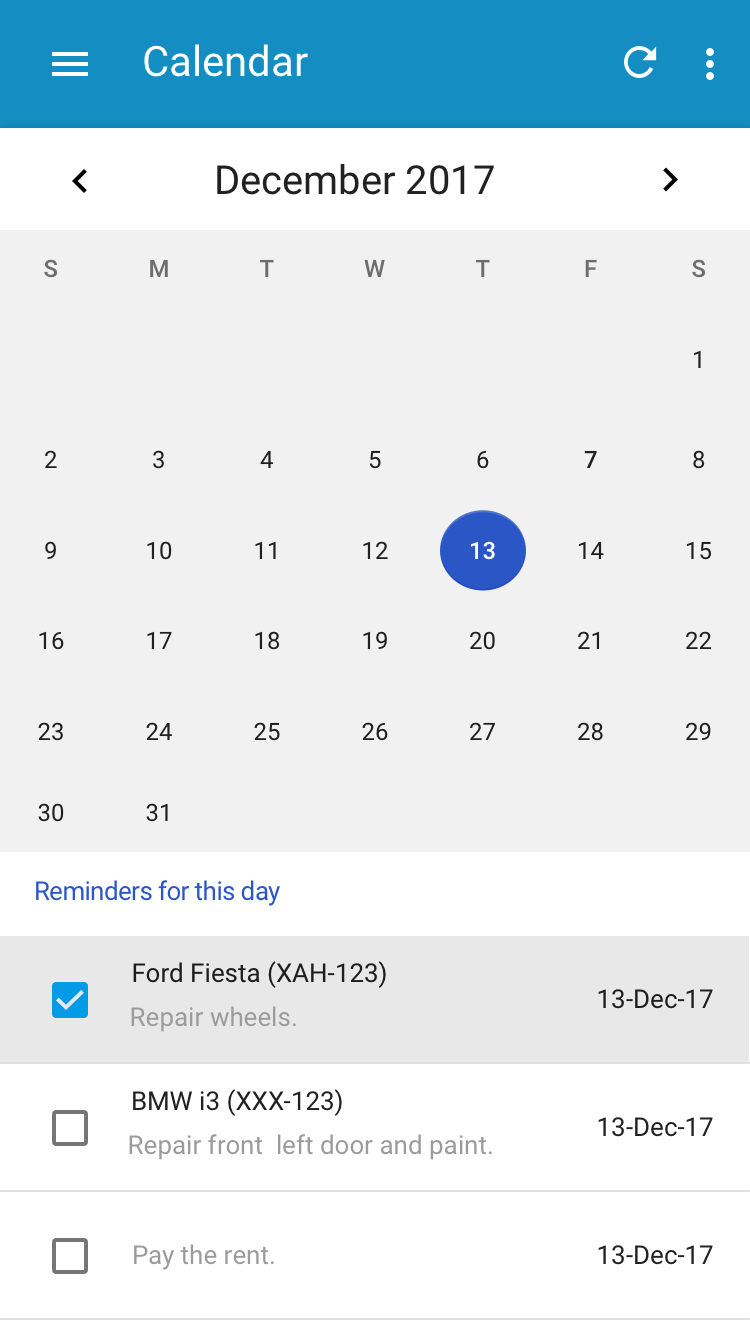 Calendar
December 2017
S M T W T F S
1
2 3 4 5 6 7 8
9 10 11 12 13 14 15
16 17 18 19 20 21 22
23 24 25 26 27 28 29
30 31
Reminders for this day
Ford Fiesta (XAH-123)
Repair wheels.
13-Dec-17
BMW i3 (XXX-123)
Repair front  left door and paint.
13-Dec-17
Pay the rent.
13-Dec-17